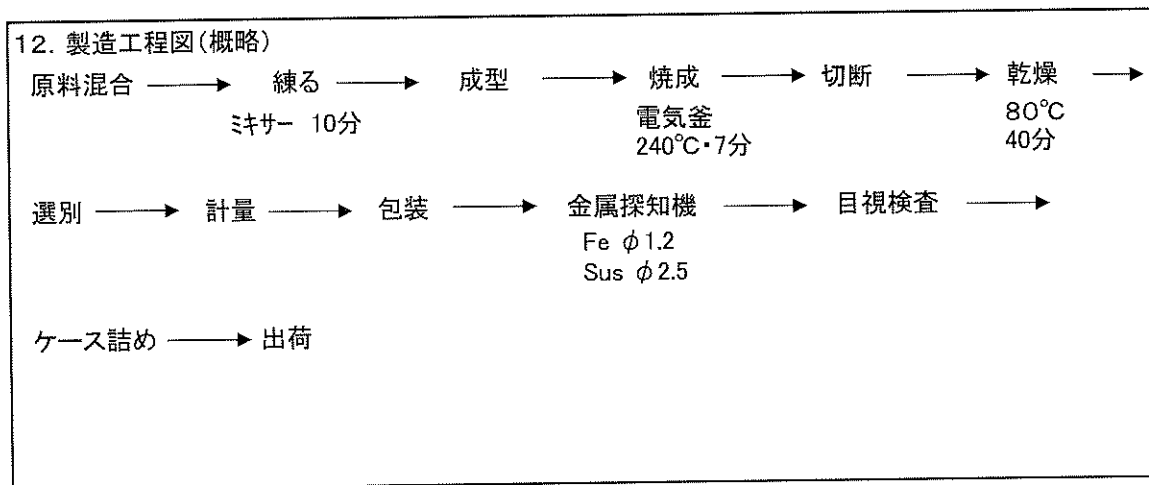 12. 製造工程図(概略)
原料混合 → 練る → 成型 → 焼成 → 切断 → 乾燥 →
ミキサー 10分 電気釜 80℃
240℃・7分 40分
選別 → 計量 → 包装 → 金属探知機 → 目視検査 →
Fe φ1.2
Sus φ2.5
ケース詰め → 出荷